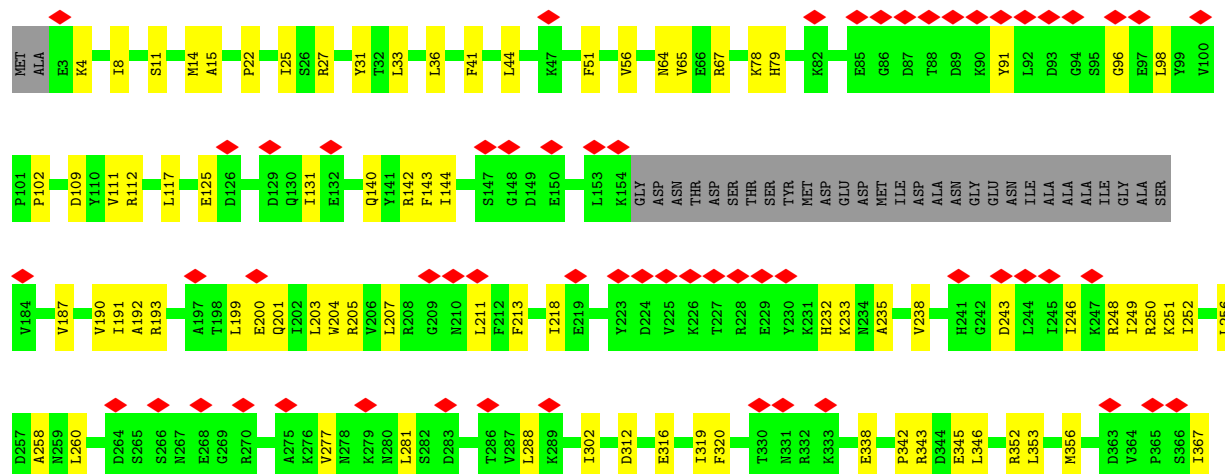 MET ALA E3 K4 I8 S11 M14 A15 P22 I25 S26 R27 Y31 T32 L33 L36 F41 L44 K47 F51 V56 N64 V65 E66 R67 K78 H79 K82 E85 G86 D87 T88 D89 K90 Y91 L92 D93 G94 S95 G96 E97 L98 Y99 V100
P101 P102 D109 Y110 V111 R112 L117 E125 D126 D129 Q130 I131 E132 Q140 Y141 R142 F143 I144 S147 G148 D149 E150 L153 K154 GLY ASP ASN THR ASP SER THR SER TYR MET ASP GLU ASP MET ILE ASP ALA ASN GLY GLU ASN ILE ALA ALA ALA ILE GLY ALA SER
V184 V187 V190 I191 A192 R193 A197 T198 L199 E200 Q201 I202 L203 W204 R205 V206 L207 R208 G209 N210 L211 F212 F213 I218 E219 Y223 D224 V225 K226 T227 R228 E229 Y230 K231 H232 K233 N234 A235 V238 H241 G242 D243 L244 I245 I246 K247 R248 I249 R250 K251 I252
D257 A258 N259 L260 D264 S265 S266 N267 E268 G269 R270 A275 K276 V277 N278 K279 N280 L281 S282 D283 T286 V287 L288 K289 I302 D312 E316 I319 F320 T330 N331 R332 K333 E338 P342 R343 D344 E345 L346 R352 L353 M356 D363 V364 P365 S366 I367